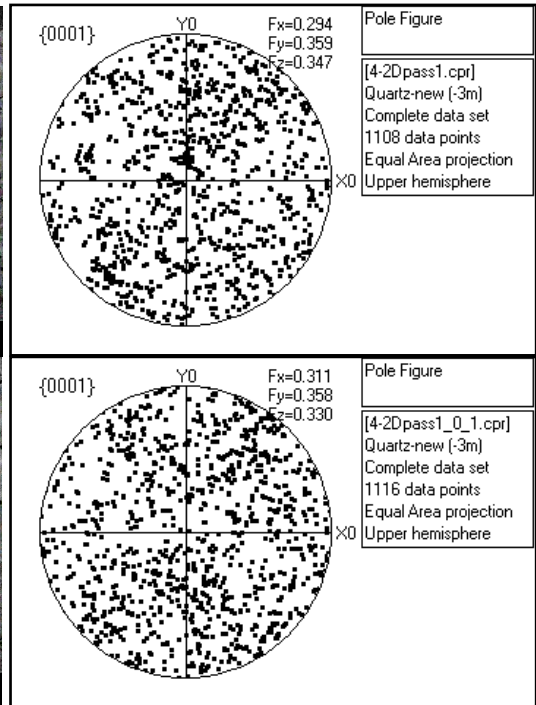 {0001}
Y0
Fx=0.294
Fy=0.359
Fz=0.347
X0
Pole Figure
[4-2Dpass1.cpr]
Quartz-new (-3m)
Complete data set
1108 data points
Equal Area projection
Upper hemisphere
{0001}
Y0
Fx=0.311
Fy=0.358
Fz=0.330
X0
Pole Figure
[4-2Dpass1_0_1.cpr]
Quartz-new (-3m)
Complete data set
1116 data points
Equal Area projection
Upper hemisphere